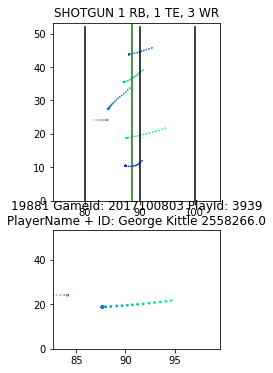 SHOTGUN 1 RB, 1 TE, 3 WR
50
40
30
20
10
0
80 90 100
19881 GameId: 2017100803 PlayId: 3939
PlayerName + ID: George Kittle 2558266.0
40
20
0
85 90 95